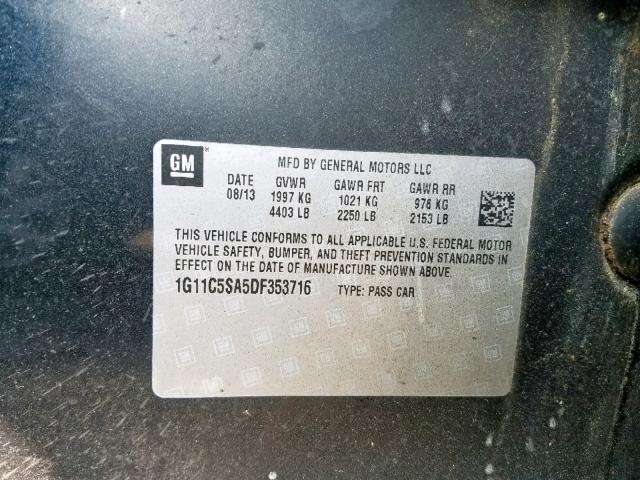 GM
MFD BY GENERAL MOTORS LLC
DATE GVWR GAWR FRT GAWR RR
08/13 1997 KG 1021 KG 976 KG
4403 LB 2250 LB 2153 LB
THIS VEHICLE CONFORMS TO ALL APPLICABLE U.S. FEDERAL MOTOR
VEHICLE SAFETY, BUMPER, AND THEFT PREVENTION STANDARDS IN
EFFECT ON THE DATE OF MANUFACTURE SHOWN ABOVE.
1G11C5SA5DF353716 TYPE: PASS CAR